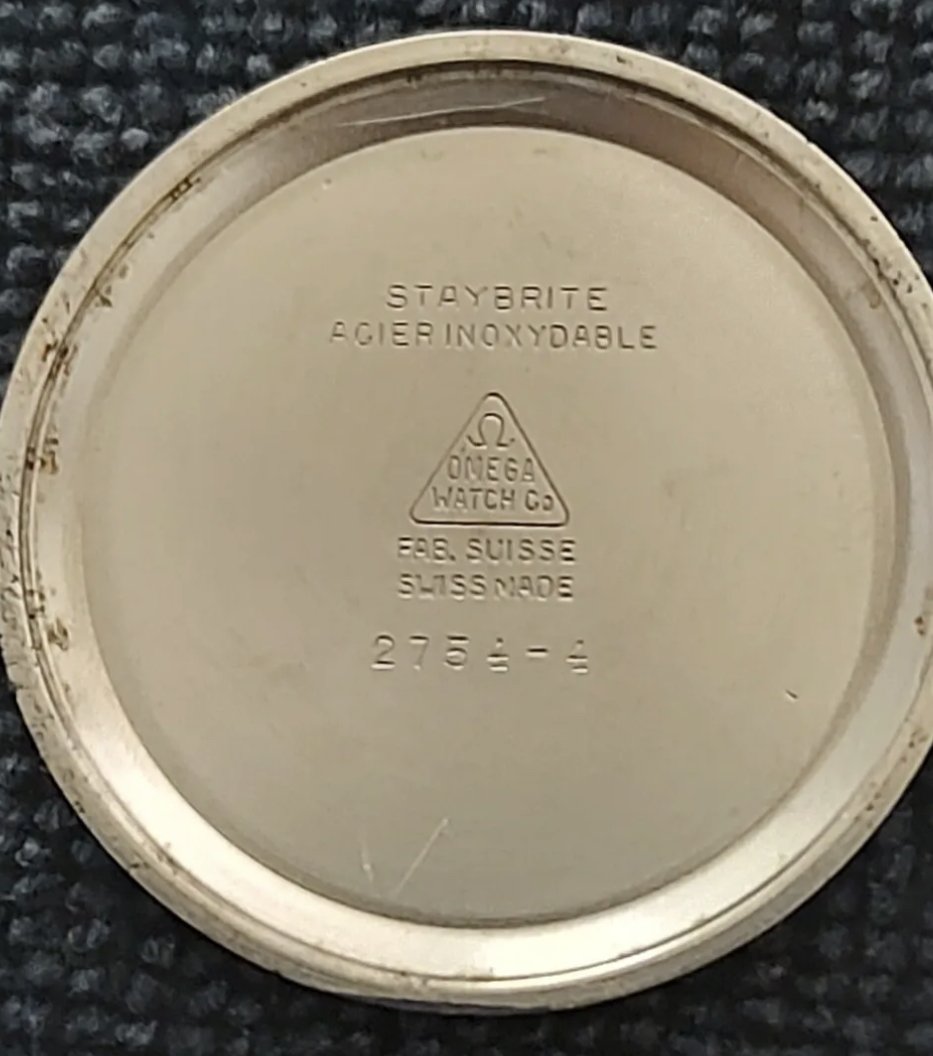 STAYBRITE
ACIER INOXYDABLE
Ω
OMEGA
WATCH Co
FAB. SUISSE
SWISS MADE
2754-4